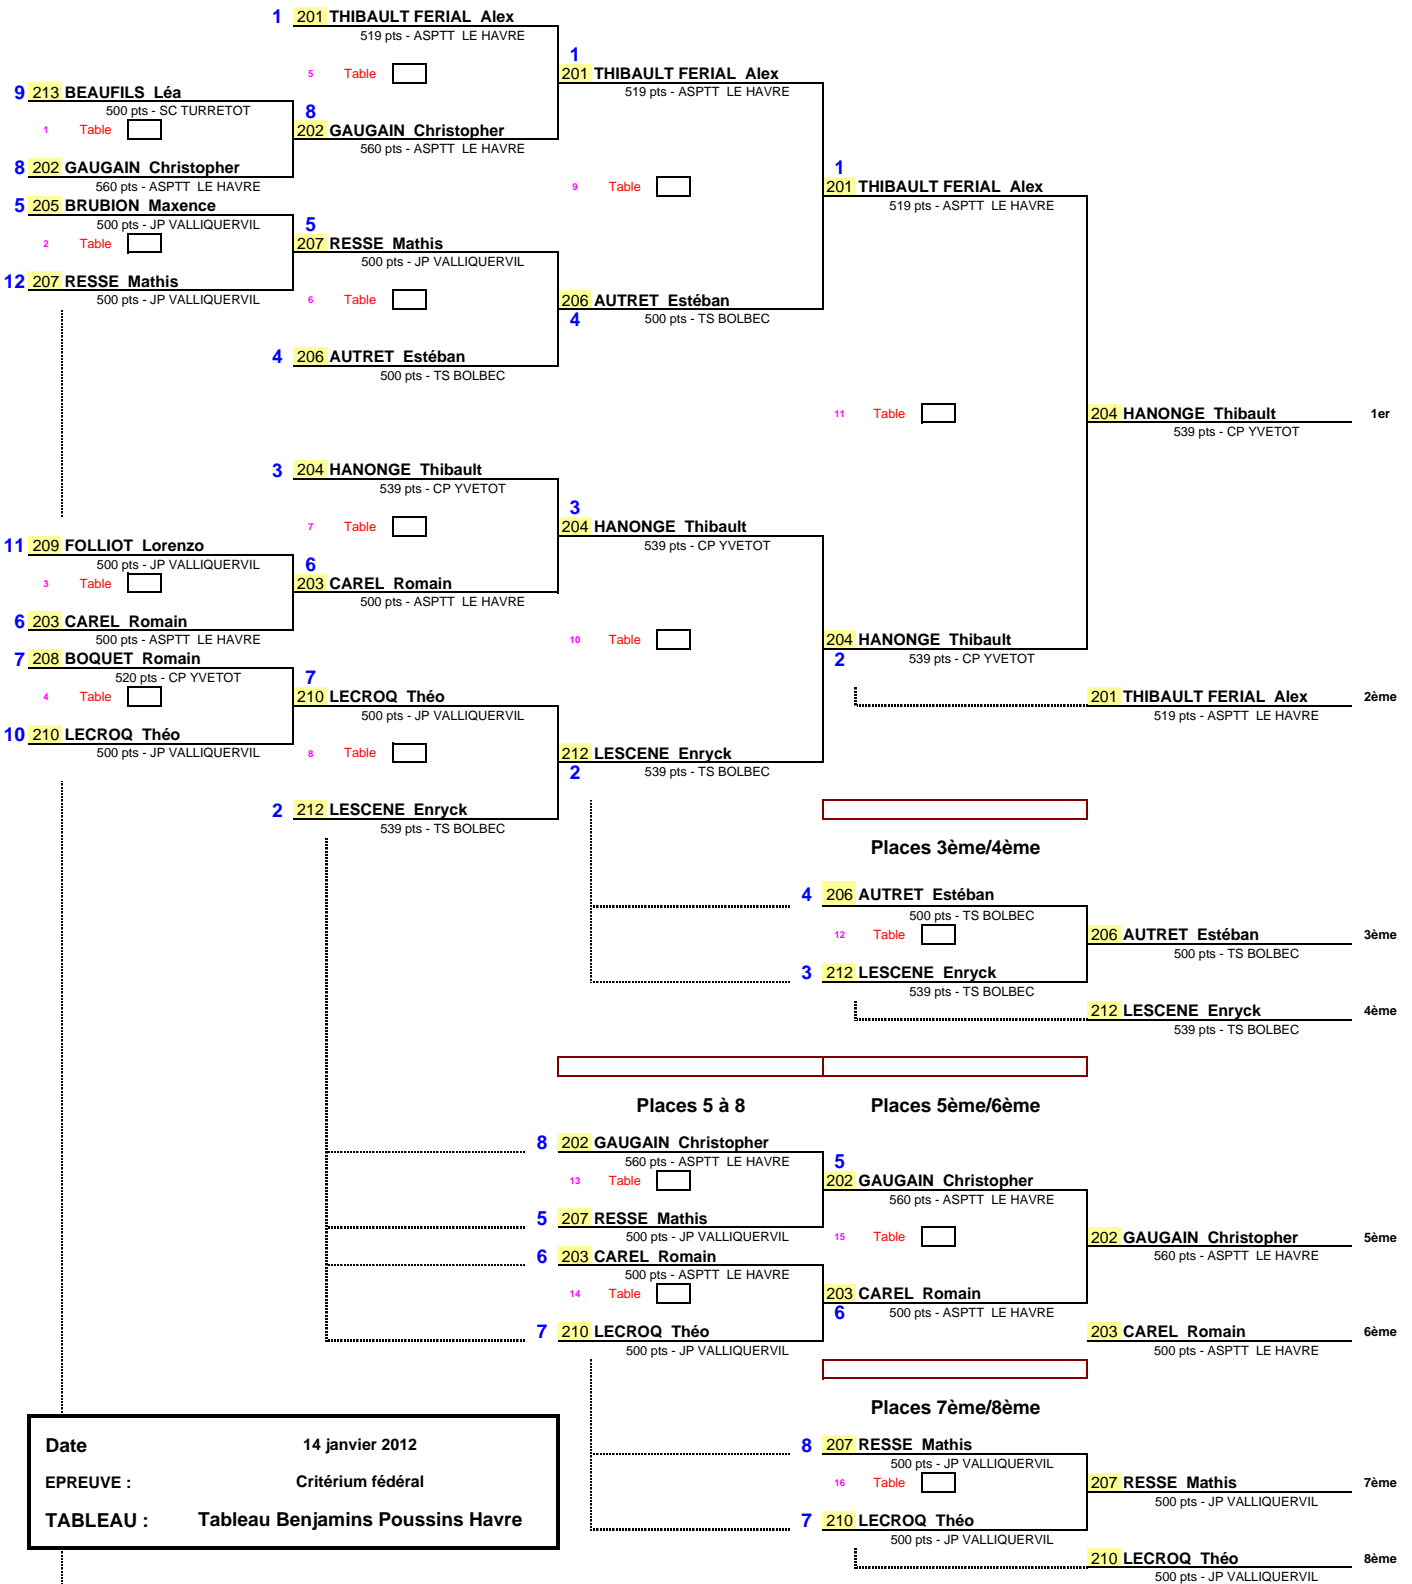 1 201 THIBAULT FERIAL Alex
519 pts - ASPTT LE HAVRE
1
5 Table
201 THIBAULT FERIAL Alex
519 pts - ASPTT LE HAVRE
9 213 BEAUFILS Léa
500 pts - SC TURRETOT
8
1 Table
202 GAUGAIN Christopher
560 pts - ASPTT LE HAVRE
8 202 GAUGAIN Christopher
560 pts - ASPTT LE HAVRE
1
9 Table
201 THIBAULT FERIAL Alex
519 pts - ASPTT LE HAVRE
5 205 BRUBION Maxence
500 pts - JP VALLIQUERVIL
5
2 Table
207 RESSE Mathis
500 pts - JP VALLIQUERVIL
12 207 RESSE Mathis
500 pts - JP VALLIQUERVIL
6 Table
206 AUTRET Estéban
4
500 pts - TS BOLBEC
4 206 AUTRET Estéban
500 pts - TS BOLBEC
11 Table
204 HANONGE Thibault 1er
539 pts - CP YVETOT
3 204 HANONGE Thibault
539 pts - CP YVETOT
3
7 Table
204 HANONGE Thibault
539 pts - CP YVETOT
11 209 FOLLIOT Lorenzo
500 pts - JP VALLIQUERVIL
6
3 Table
203 CAREL Romain
500 pts - ASPTT LE HAVRE
6 203 CAREL Romain
500 pts - ASPTT LE HAVRE
10 Table
204 HANONGE Thibault
2
539 pts - CP YVETOT
7 208 BOQUET Romain
520 pts - CP YVETOT
7
4 Table
210 LECROQ Théo
500 pts - JP VALLIQUERVIL
201 THIBAULT FERIAL Alex 2ème
519 pts - ASPTT LE HAVRE
10 210 LECROQ Théo
500 pts - JP VALLIQUERVIL
8 Table
212 LESCENE Enryck
2
539 pts - TS BOLBEC
2 212 LESCENE Enryck
539 pts - TS BOLBEC
Places 3ème/4ème
4 206 AUTRET Estéban
500 pts - TS BOLBEC
12 Table
206 AUTRET Estéban 3ème
500 pts - TS BOLBEC
3 212 LESCENE Enryck
539 pts - TS BOLBEC
212 LESCENE Enryck 4ème
539 pts - TS BOLBEC
Places 5 à 8
Places 5ème/6ème
8 202 GAUGAIN Christopher
560 pts - ASPTT LE HAVRE
5
13 Table
202 GAUGAIN Christopher
560 pts - ASPTT LE HAVRE
5 207 RESSE Mathis
500 pts - JP VALLIQUERVIL
15 Table
202 GAUGAIN Christopher 5ème
560 pts - ASPTT LE HAVRE
6 203 CAREL Romain
500 pts - ASPTT LE HAVRE
14 Table
203 CAREL Romain
6
500 pts - ASPTT LE HAVRE
7 210 LECROQ Théo
500 pts - JP VALLIQUERVIL
203 CAREL Romain 6ème
500 pts - ASPTT LE HAVRE
Places 7ème/8ème
8 207 RESSE Mathis
500 pts - JP VALLIQUERVIL
16 Table
207 RESSE Mathis 7ème
500 pts - JP VALLIQUERVIL
7 210 LECROQ Théo
500 pts - JP VALLIQUERVIL
210 LECROQ Théo 8ème
500 pts - JP VALLIQUERVIL
Date 14 janvier 2012
EPREUVE : Critérium fédéral
TABLEAU : Tableau Benjamins Poussins Havre